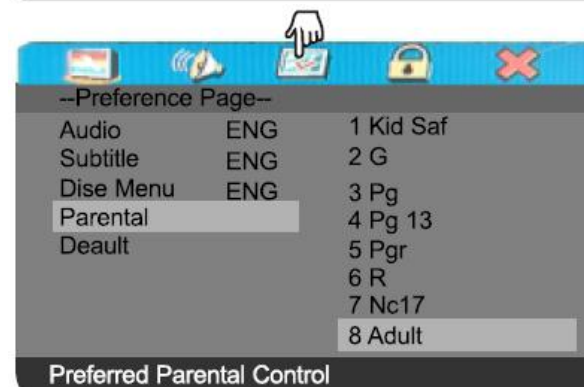 --Preference Page--
Audio ENG
Subtitle ENG
Dise Menu ENG
Parental
Deault
1 Kid Saf
2 G
3 Pg
4 Pg 13
5 Pgr
6 R
7 Nc17
8 Adult
Preferred Parental Control